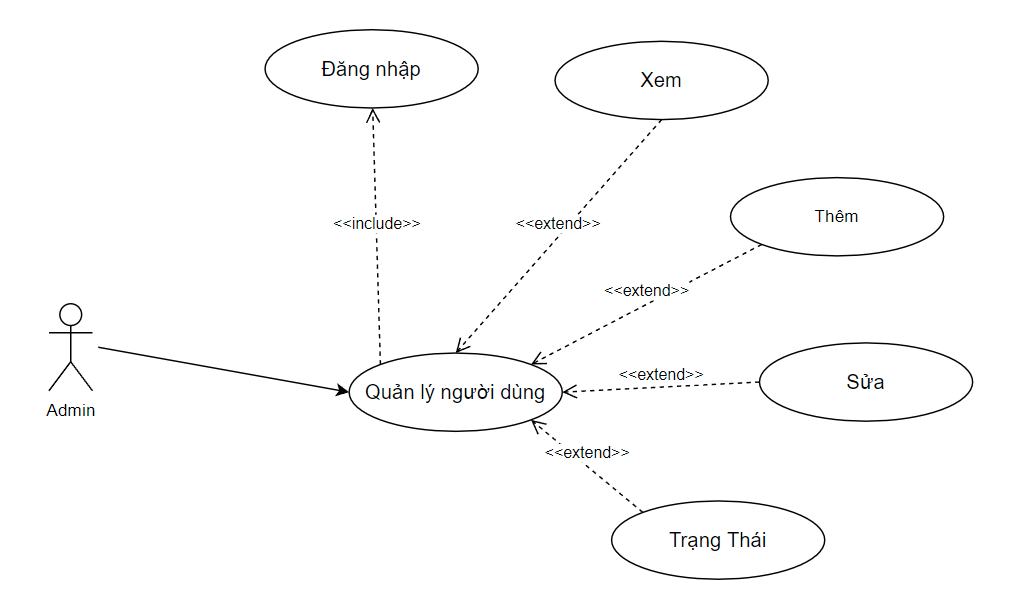 Đăng nhập
Xem
Thêm
<<include>>
<<extend>>
<<extend>>
<<extend>>
Sửa
Admin
Quản lý người dùng
<<extend>>
Trạng Thái